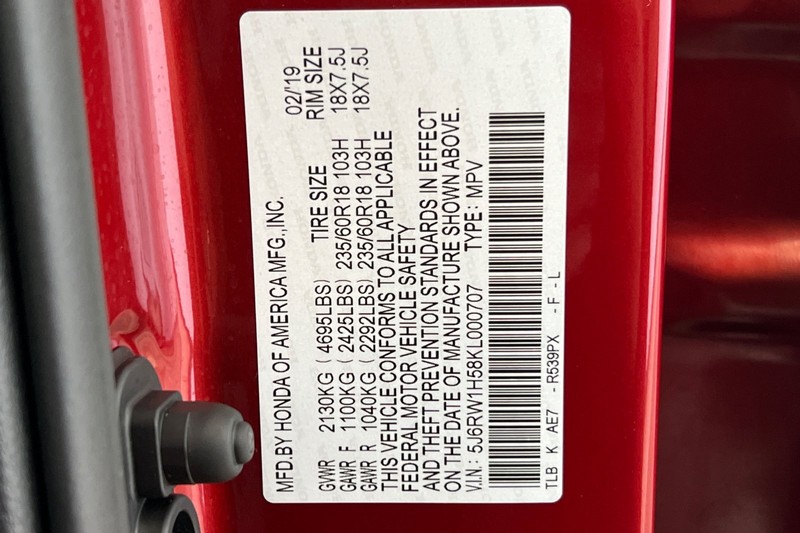 MFD.BY HONDA OF AMERICA MFG.,INC. 02/'19
GVWR 2130KG ( 4695LBS) TIRE SIZE RIM SIZE
GAWR F 1100KG ( 2425LBS) 235/60R18 103H 18X7.5J
GAWR R 1040KG ( 2292LBS) 235/60R18 103H 18X7.5J
THIS VEHICLE CONFORMS TO ALL APPLICABLE
FEDERAL MOTOR VEHICLE SAFETY
AND THEFT PREVENTION STANDARDS IN EFFECT
ON THE DATE OF MANUFACTURE SHOWN ABOVE.
V.I.N.: 5J6RW1H58KL000707 TYPE: MPV
TLB K AE7 - R539PX - F - L